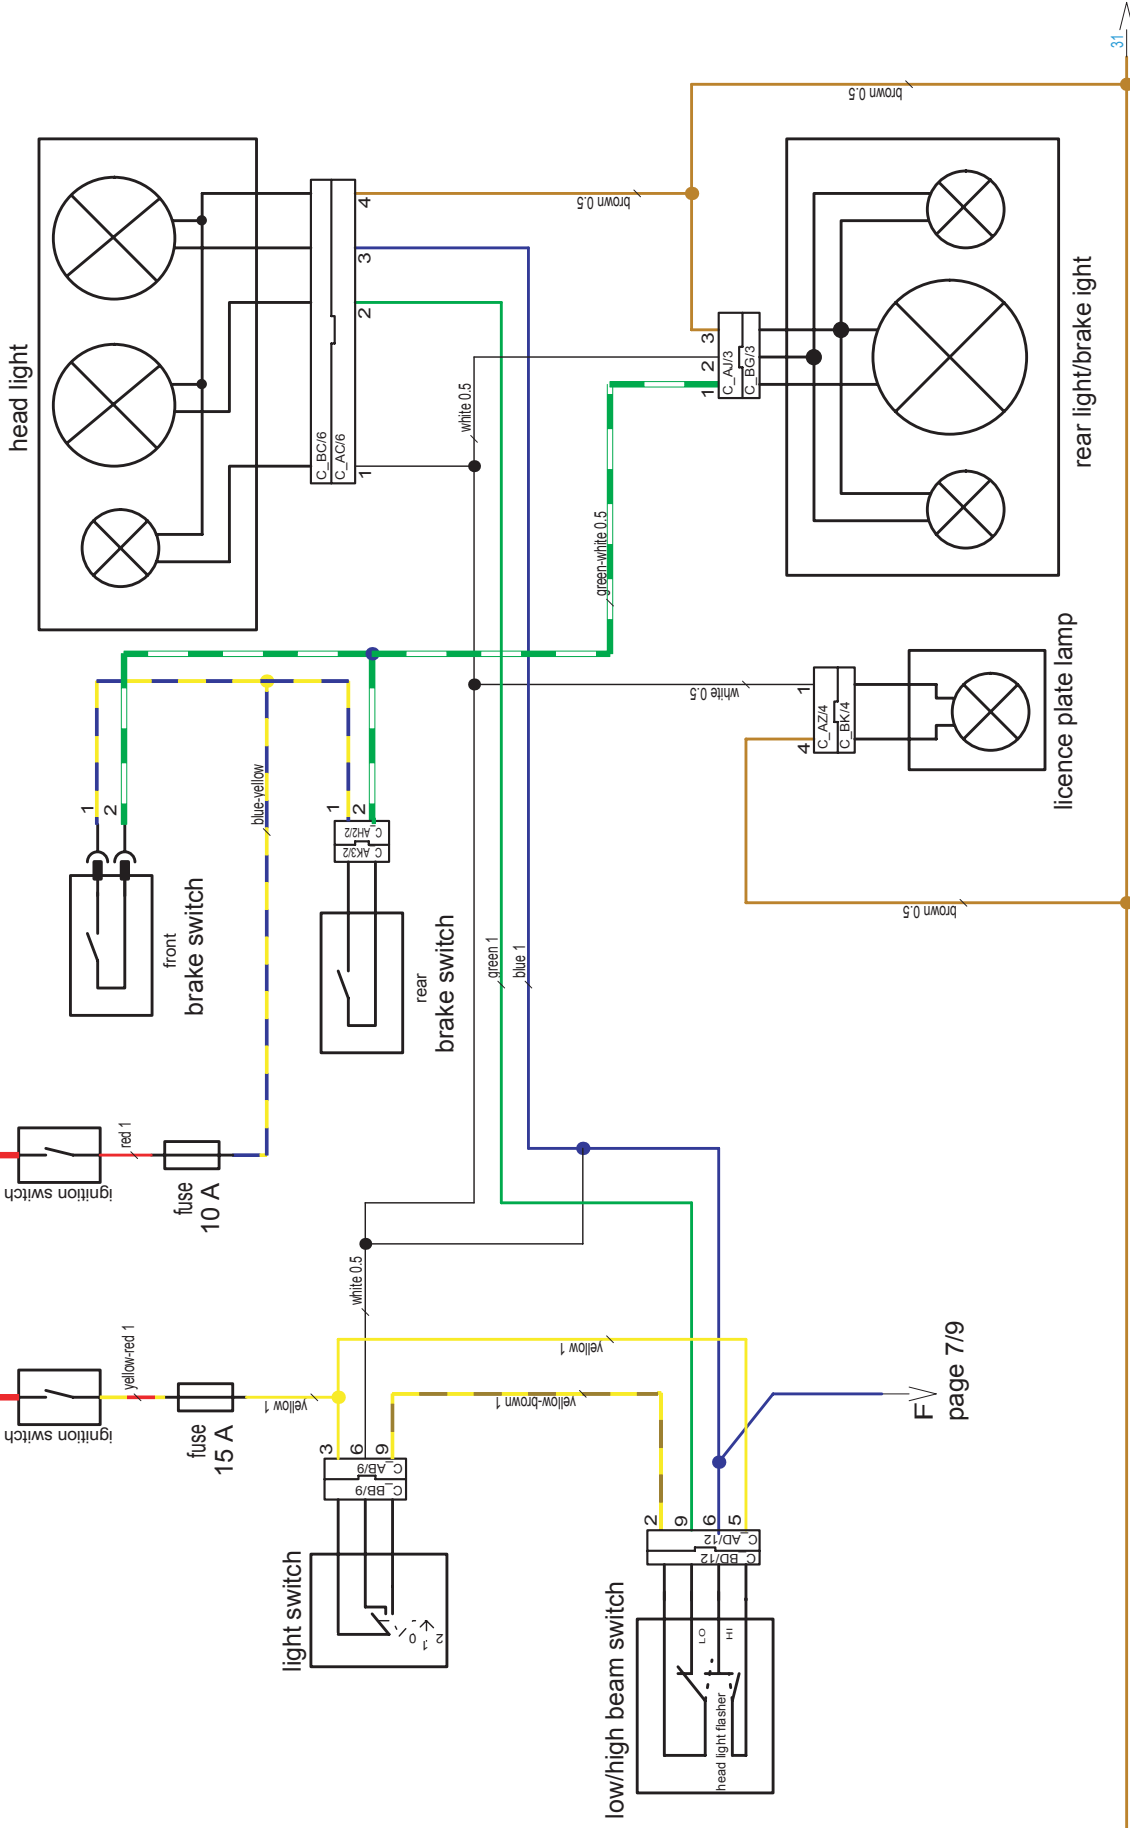 31
brown 0.5
head light
4
brown 0.5
3
2
C_BC/6
C_AC/6
1
white 0.5
3
2
1
C_AJ/3
C_BG/3
rear light/brake ight
green-white 0.5
white 0.5
licence plate lamp
1
4
C_AZ/4
C_BK/4
brown 0.5
1
2
blue-yellow
front
brake switch
1
2
C_AH2/2
C_AK3/2
rear
brake switch
green 1
blue 1
ignition switch
red 1
fuse
10 A
white 0.5
ignition switch
yellow-red 1
fuse
15 A
yellow 1
yellow 1
yellow-brown 1
3
6
9
C_AB/9
C_BB/9
light switch
0
1
2
F
page 7/9
2
9
6
5
C_AD/12
C_BD/12
low/high beam switch
LO
HI
head light flasher